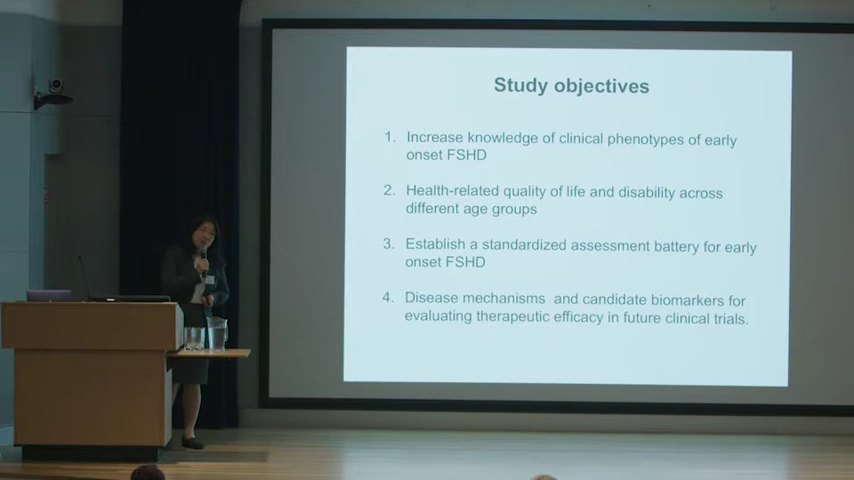 Study objectives
1. Increase knowledge of clinical phenotypes of early
onset FSHD
2. Health-related quality of life and disability across
different age groups
3. Establish a standardized assessment battery for early
onset FSHD
4. Disease mechanisms and candidate biomarkers for
evaluating therapeutic efficacy in future clinical trials.